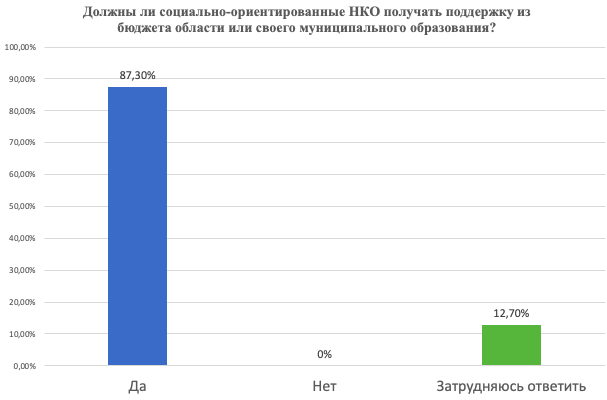 Должны ли социально-ориентированные НКО получать поддержку из
бюджета области или своего муниципального образования?
100,00%
90,00%
87,30%
80,00%
70,00%
60,00%
50,00%
40,00%
30,00%
20,00%
12,70%
10,00%
0%
0,00%
Да
Нет
Затрудняюсь ответить